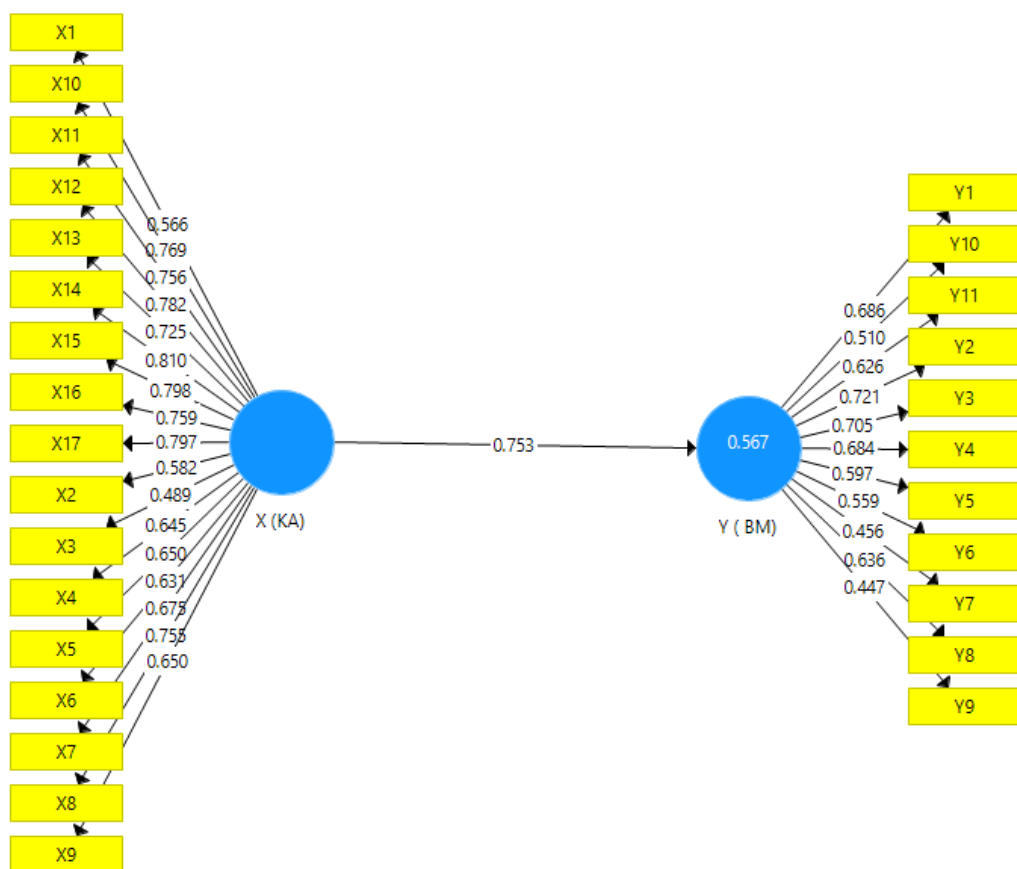 X1
X10
X11
X12
X13
X14
X15
X16
X17
X2
X3
X4
X5
X6
X7
X8
X9
0.566
0.769
0.756
0.782
0.725
0.810
0.798
0.759
0.797
0.582
0.489
0.645
0.650
0.631
0.675
0.755
0.650
X (KA)
0.753
0.567
Y ( BM)
0.686
0.510
0.626
0.721
0.705
0.684
0.597
0.559
0.456
0.636
0.447
Y1
Y10
Y11
Y2
Y3
Y4
Y5
Y6
Y7
Y8
Y9